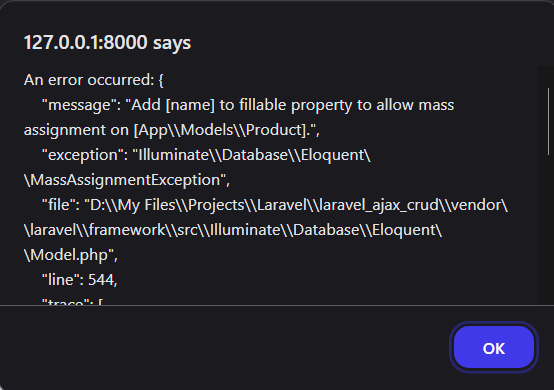 127.0.0.1:8000 says
An error occurred: {
"message": "Add [name] to fillable property to allow mass
assignment on [App\\Models\\Product].",
"exception": "Illuminate\\Database\\Eloquent\
\MassAssignmentException",
"file": "D:\\My Files\\Projects\\Laravel\\laravel_ajax_crud\\vendor\
\laravel\\framework\\src\\Illuminate\\Database\\Eloquent\
\Model.php",
"line": 544,
"trace": [
OK